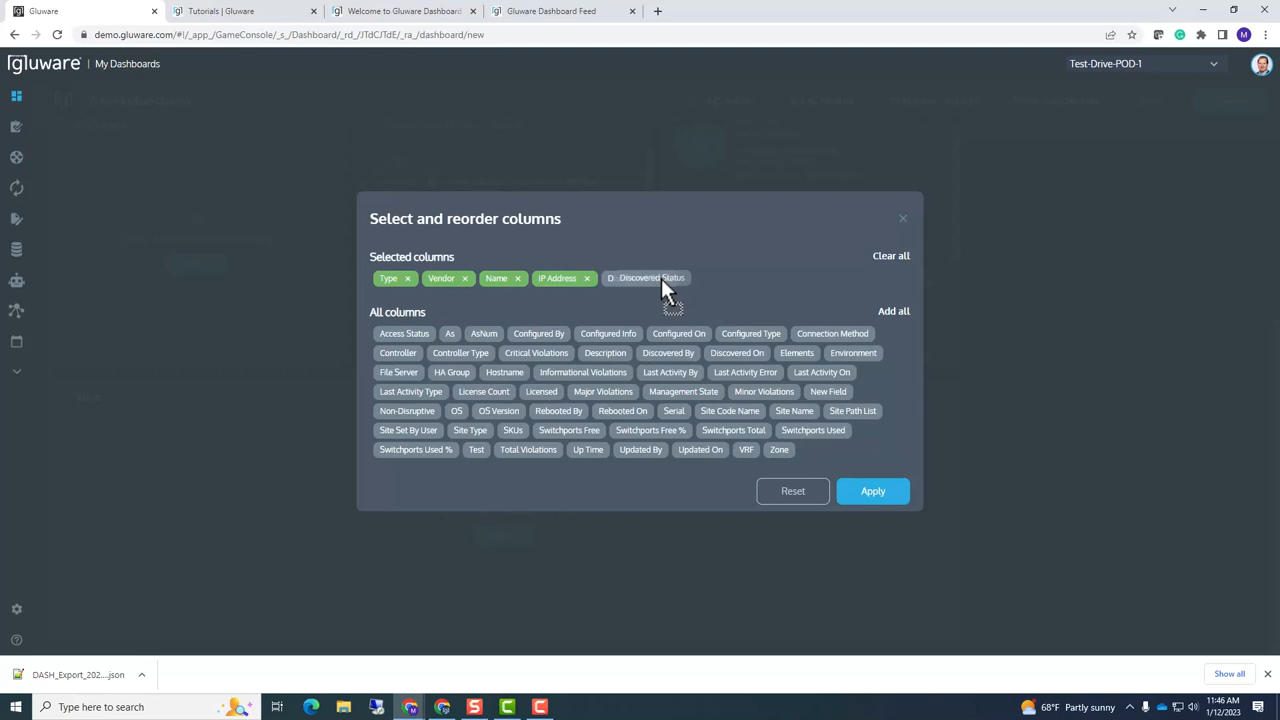 Gluware
Tutorials | Gluware
Welcome to Gluware Dashboard
Gluware Dashboard Feed
demo.gluware.com/#!/_app_/GameConsole/_s_/Dashboard/_rd_/JTdCJTdE/_ra_/dashboard/new
M
[gluware]
My Dashboards
Test-Drive-POD-1
Select and reorder columns
Selected columns
Clear all
Type
Vendor
Name
IP Address
D Discovered Status
All columns
Add all
Access Status As AsNum Configured By Configured Info Configured On Configured Type Connection Method
Controller Controller Type Critical Violations Description Discovered By Discovered On Elements Environment
File Server HA Group Hostname Informational Violations Last Activity By Last Activity Error Last Activity On
Last Activity Type License Count Licensed Major Violations Management State Minor Violations New Field
Non-Disruptive OS OS Version Rebooted By Rebooted On Serial Site Code Name Site Name Site Path List
Site Set By User Site Type SKUs Switchports Free Switchports Free % Switchports Total Switchports Used
Switchports Used % Test Total Violations Up Time Updated By Updated On VRF Zone
Reset
Apply
DASH_Export_202....json
Show all
Type here to search
68°F Partly sunny
11:46 AM
1/12/2023